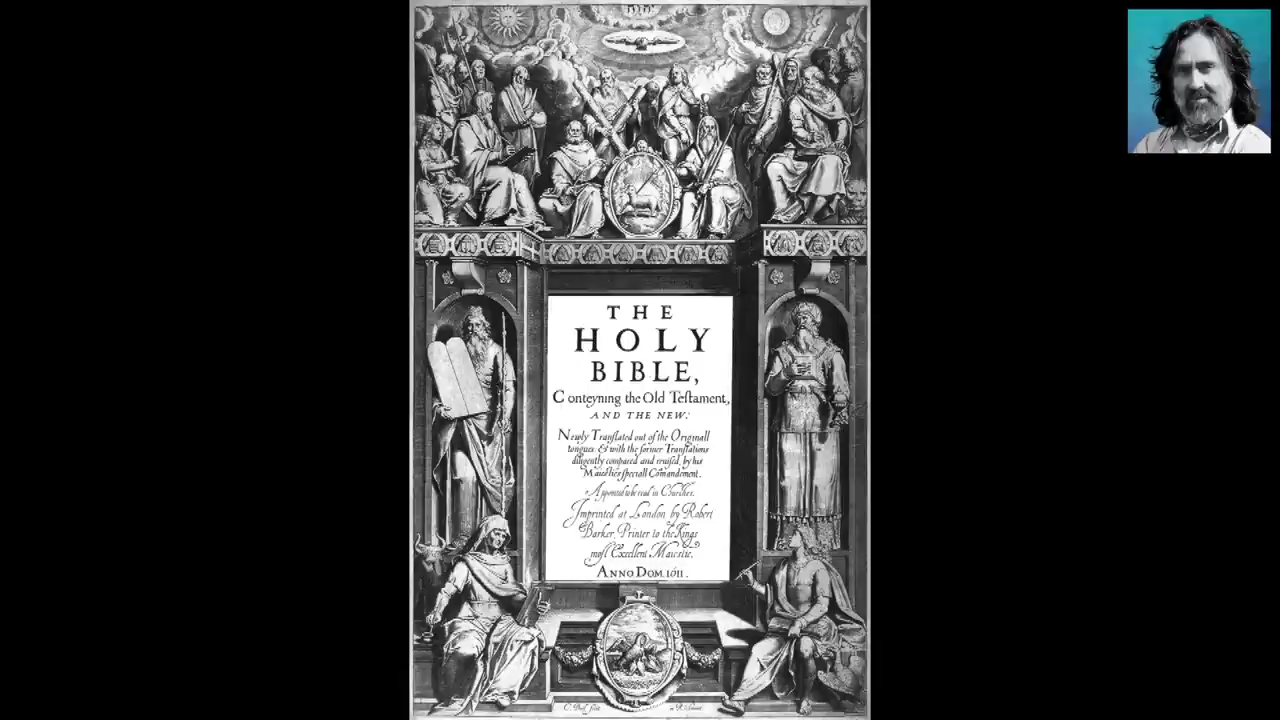 THE
HOLY
BIBLE,
Conteyning the Old Teſtament,
AND THE NEW:
Newly Tranſlated out of the Originall
tongues: & with the former Tranſlations
diligently compared and reuiſed, by his
Maieſties ſpeciall Comandement.
Appointed to be read in Churches.
Imprinted at London by Robert
Barker, Printer to the Kings
moſt Excellent Maieſtie.
ANNO DOM. 1611.